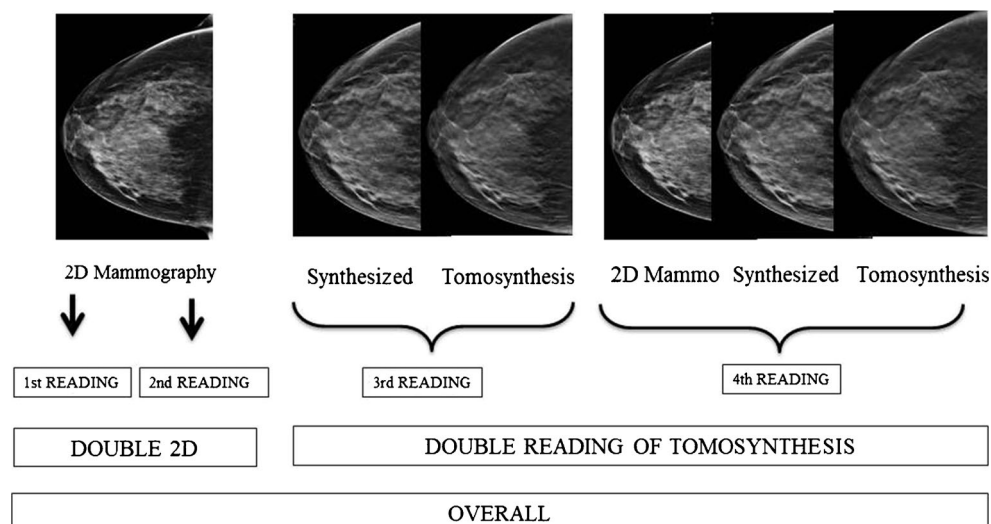 2D Mammography
Synthesized Tomosynthesis
2D Mammo Synthesized Tomosynthesis
1st READING
2nd READING
3rd READING
4th READING
DOUBLE 2D
DOUBLE READING OF TOMOSYNTHESIS
OVERALL